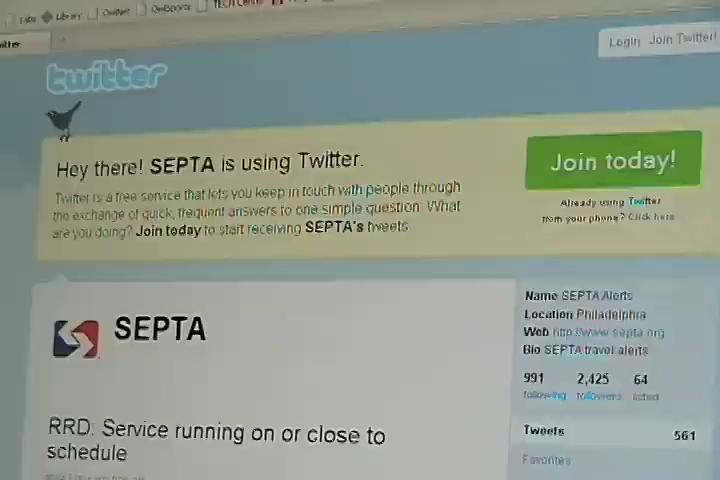 Labs Library OwlNet OwlSports
Login Join Twitter!
twitter
Hey there! SEPTA is using Twitter.
Twitter is a free service that lets you keep in touch with people through
the exchange of quick, frequent answers to one simple question: What
are you doing? Join today to start receiving SEPTA's tweets.
Join today!
Already using Twitter
from your phone? Click here.
SEPTA
RRD: Service running on or close to
schedule
Name SEPTA Alerts
Location Philadelphia
Web http://www.septa.org
Bio SEPTA travel alerts
991 2,425 64
following followers listed
Tweets 561
Favorites